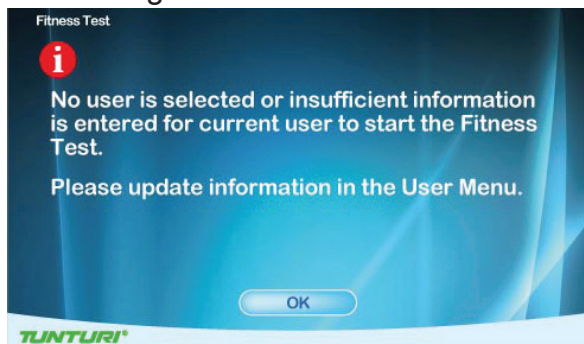 Fitness Test
i
No user is selected or insufficient information
is entered for current user to start the Fitness
Test.
Please update information in the User Menu.
OK
TUNTURI®